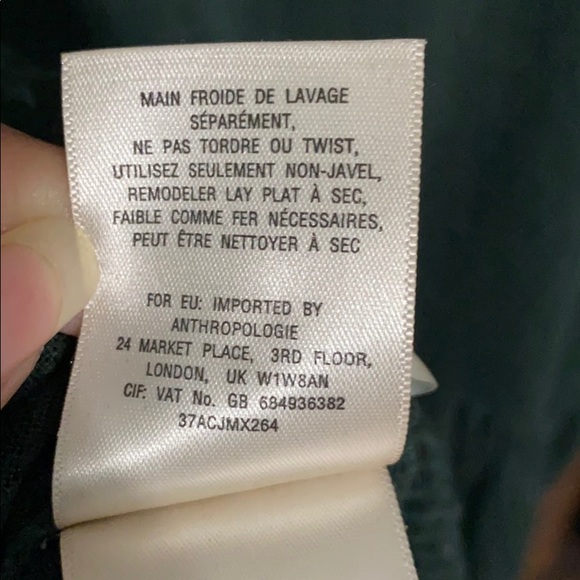 MAIN FROIDE DE LAVAGE
SÉPARÉMENT,
NE PAS TORDRE OU TWIST,
UTILISEZ SEULEMENT NON-JAVEL,
REMODELER LAY PLAT À SEC,
FAIBLE COMME FER NÉCESSAIRES,
PEUT ÊTRE NETTOYER À SEC
FOR EU: IMPORTED BY
ANTHROPOLOGIE
24 MARKET PLACE, 3RD FLOOR,
LONDON, UK W1W8AN
CIF: VAT No. GB 684936382
37ACJMX264